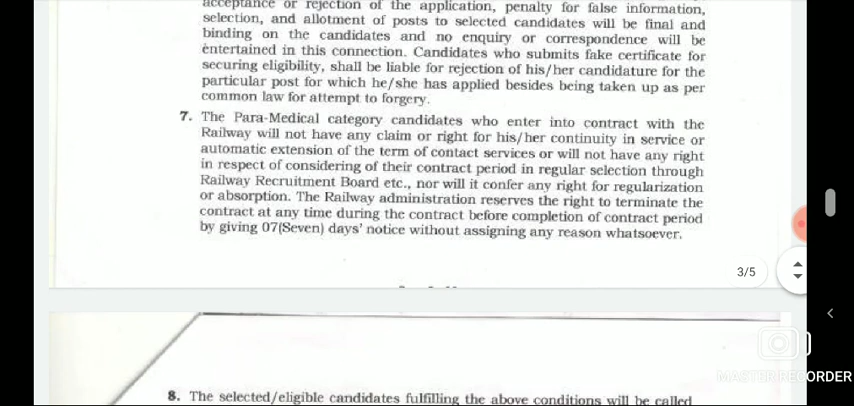 acceptance or rejection of the application, penalty for false information,
selection, and allotment of posts to selected candidates will be final and
binding on the candidates and no enquiry or correspondence will be
entertained in this connection. Candidates who submits fake certificate for
securing eligibility, shall be liable for rejection of his/her candidature for the
particular post for which he/she has applied besides being taken up as per
common law for attempt to forgery.
7. The Para-Medical category candidates who enter into contract with the
Railway will not have any claim or right for his/her continuity in service or
automatic extension of the term of contact services or will not have any right
in respect of considering of their contract period in regular selection through
Railway Recruitment Board etc., nor will it confer any right for regularization
or absorption. The Railway administration reserves the right to terminate the
contract at any time during the contract before completion of contract period
by giving 07(Seven) days' notice without assigning any reason whatsoever.
3/5
8. The selected/eligible candidates fulfilling the above conditions will be called